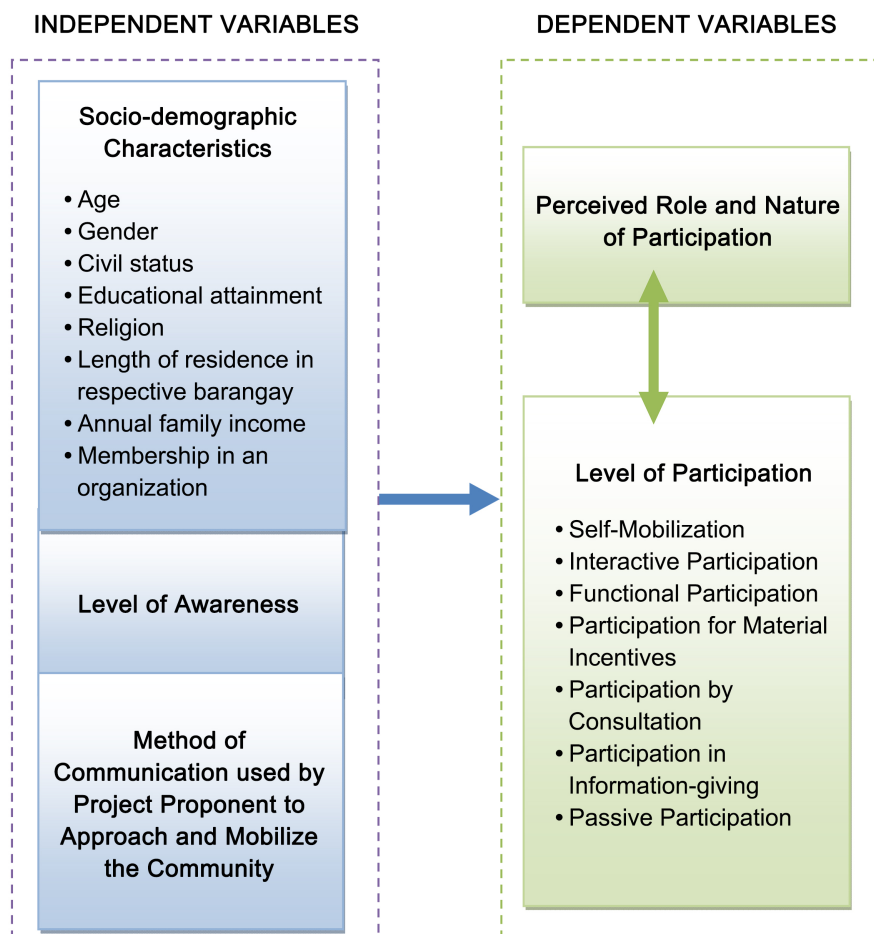 INDEPENDENT VARIABLES
Socio-demographic
Characteristics
• Age
• Gender
• Civil status
• Educational attainment
• Religion
• Length of residence in
respective barangay
• Annual family income
• Membership in an
organization
Level of Awareness
Method of
Communication used by
Project Proponent to
Approach and Mobilize
the Community
DEPENDENT VARIABLES
Perceived Role and Nature
of Participation
Level of Participation
• Self-Mobilization
• Interactive Participation
• Functional Participation
• Participation for Material
Incentives
• Participation by
Consultation
• Participation in
Information-giving
• Passive Participation